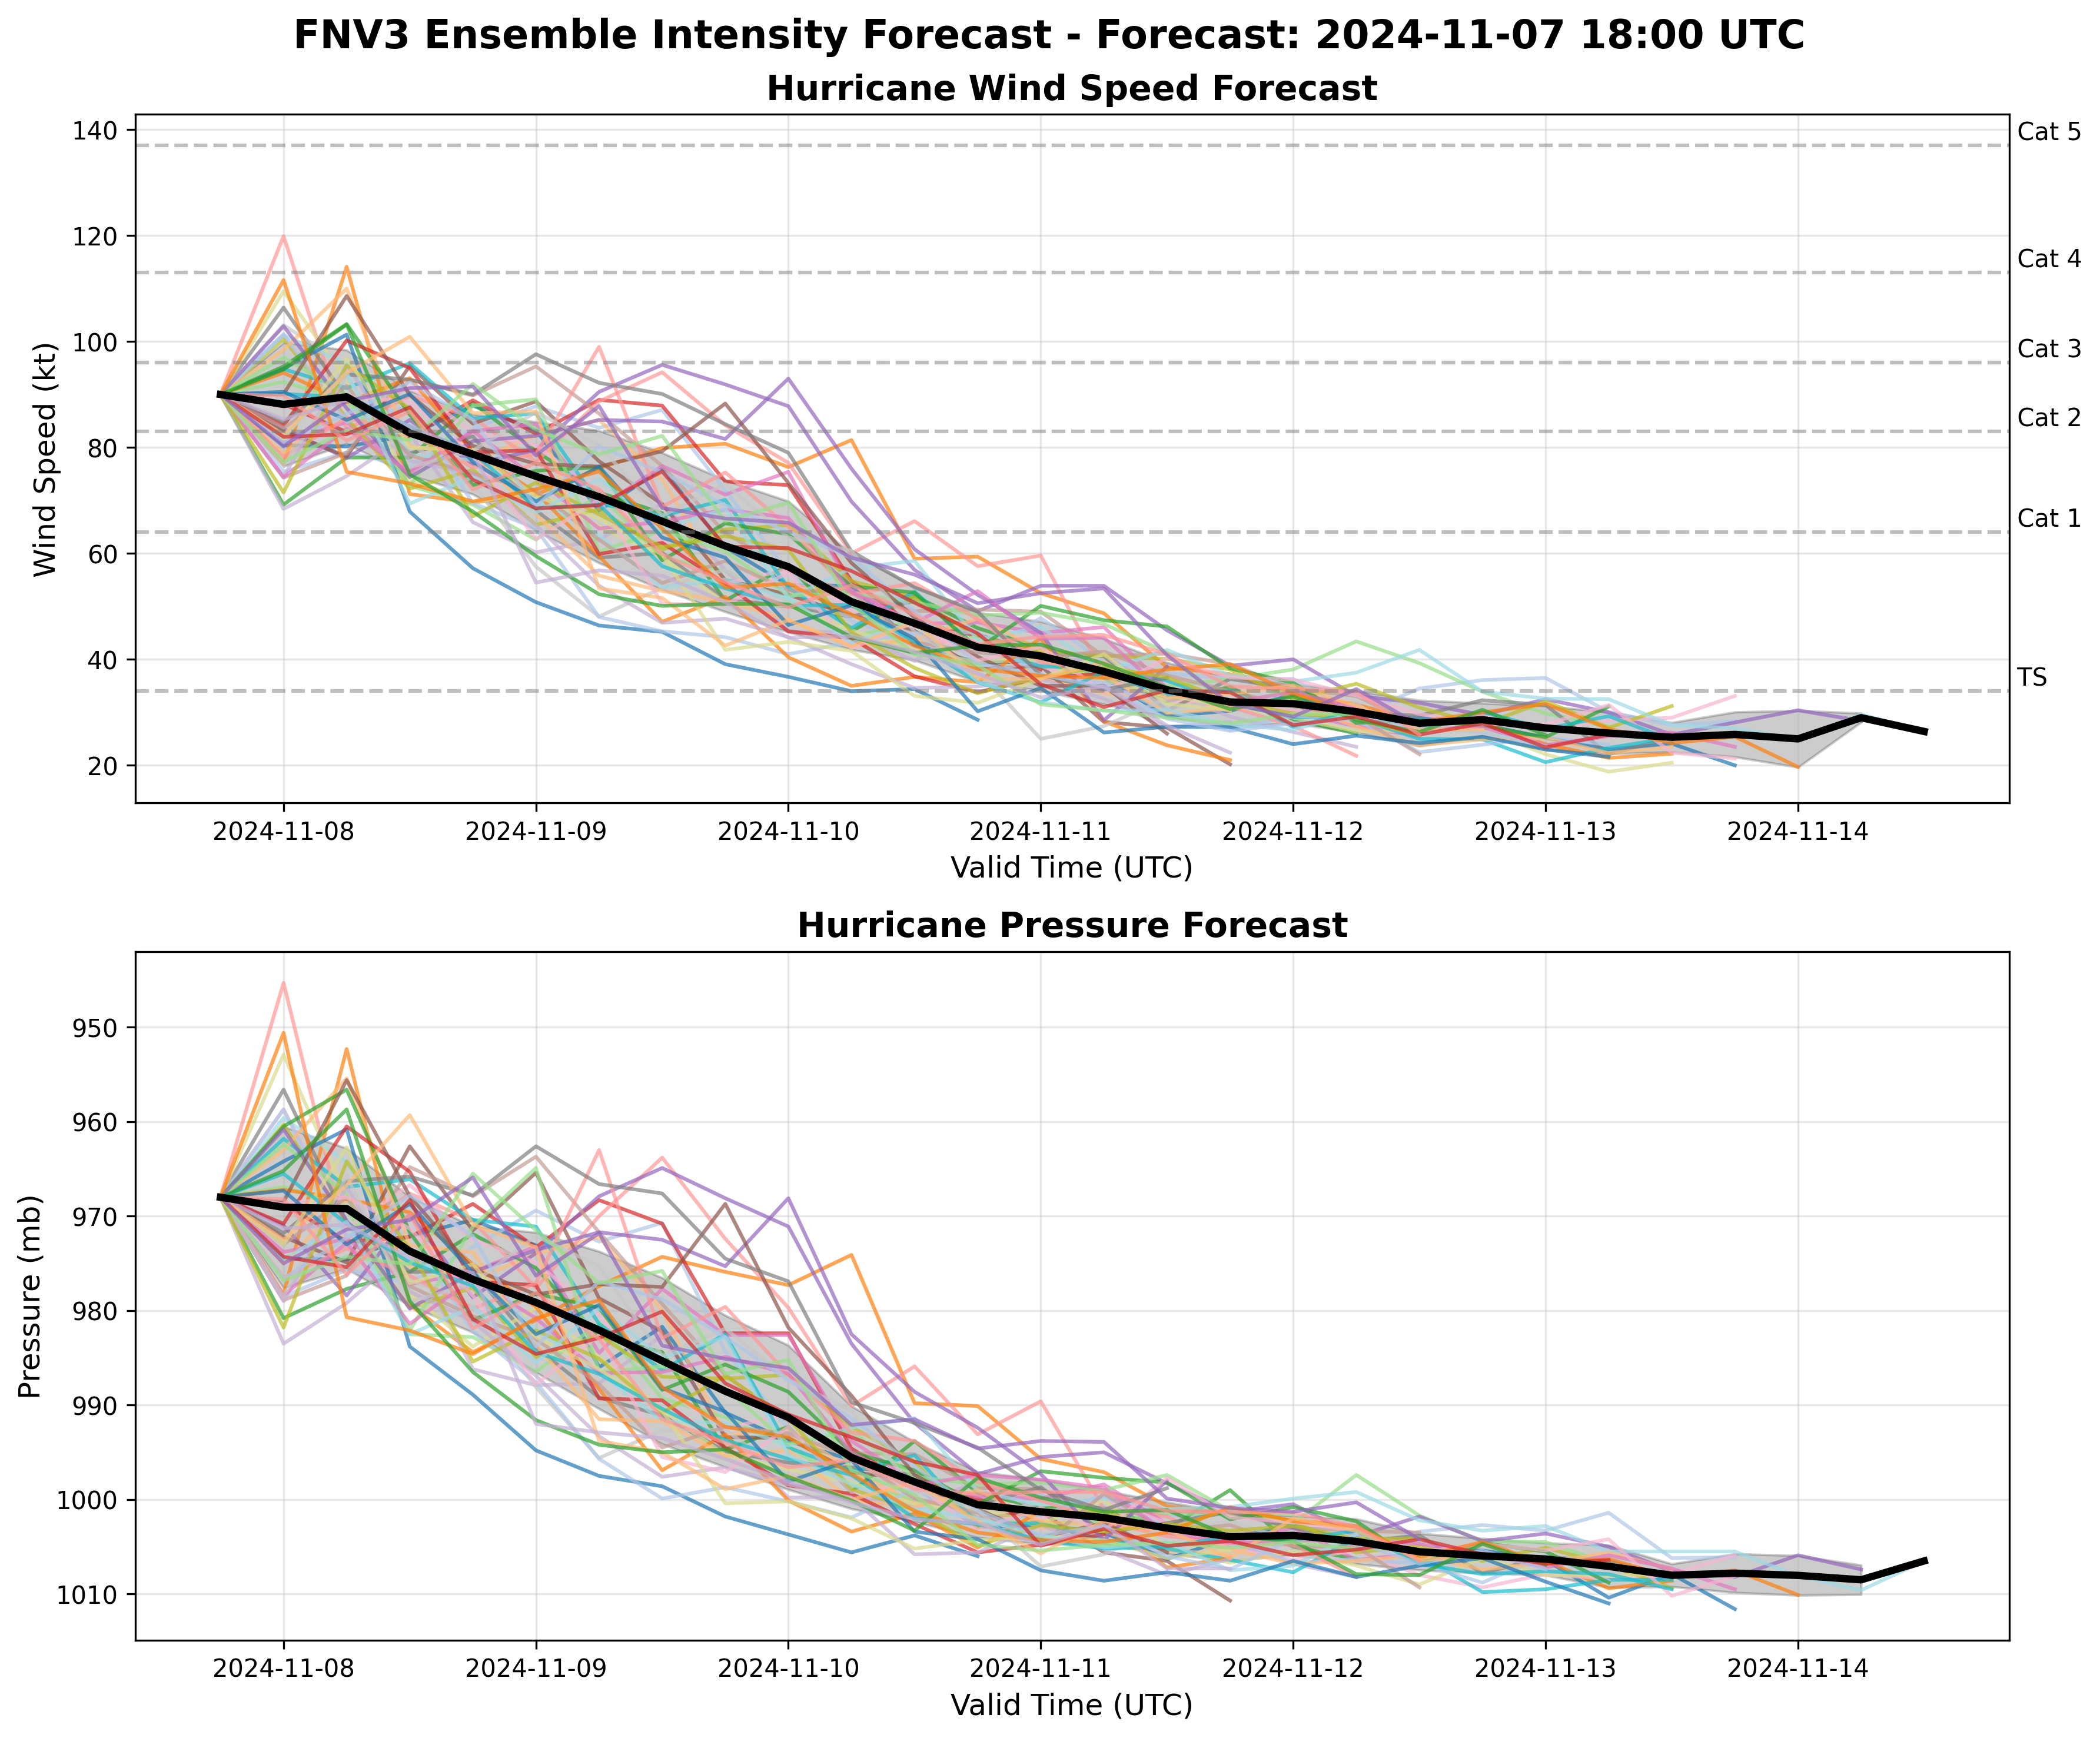 FNV3 Ensemble Intensity Forecast - Forecast: 2024-11-07 18:00 UTC
Hurricane Wind Speed Forecast
140
120
100
80
60
40
20
Wind Speed (kt)
Cat 5
Cat 4
Cat 3
Cat 2
Cat 1
TS
2024-11-08
2024-11-09
2024-11-10
2024-11-11
2024-11-12
2024-11-13
2024-11-14
Valid Time (UTC)
Hurricane Pressure Forecast
950
960
970
980
990
1000
1010
Pressure (mb)
2024-11-08
2024-11-09
2024-11-10
2024-11-11
2024-11-12
2024-11-13
2024-11-14
Valid Time (UTC)